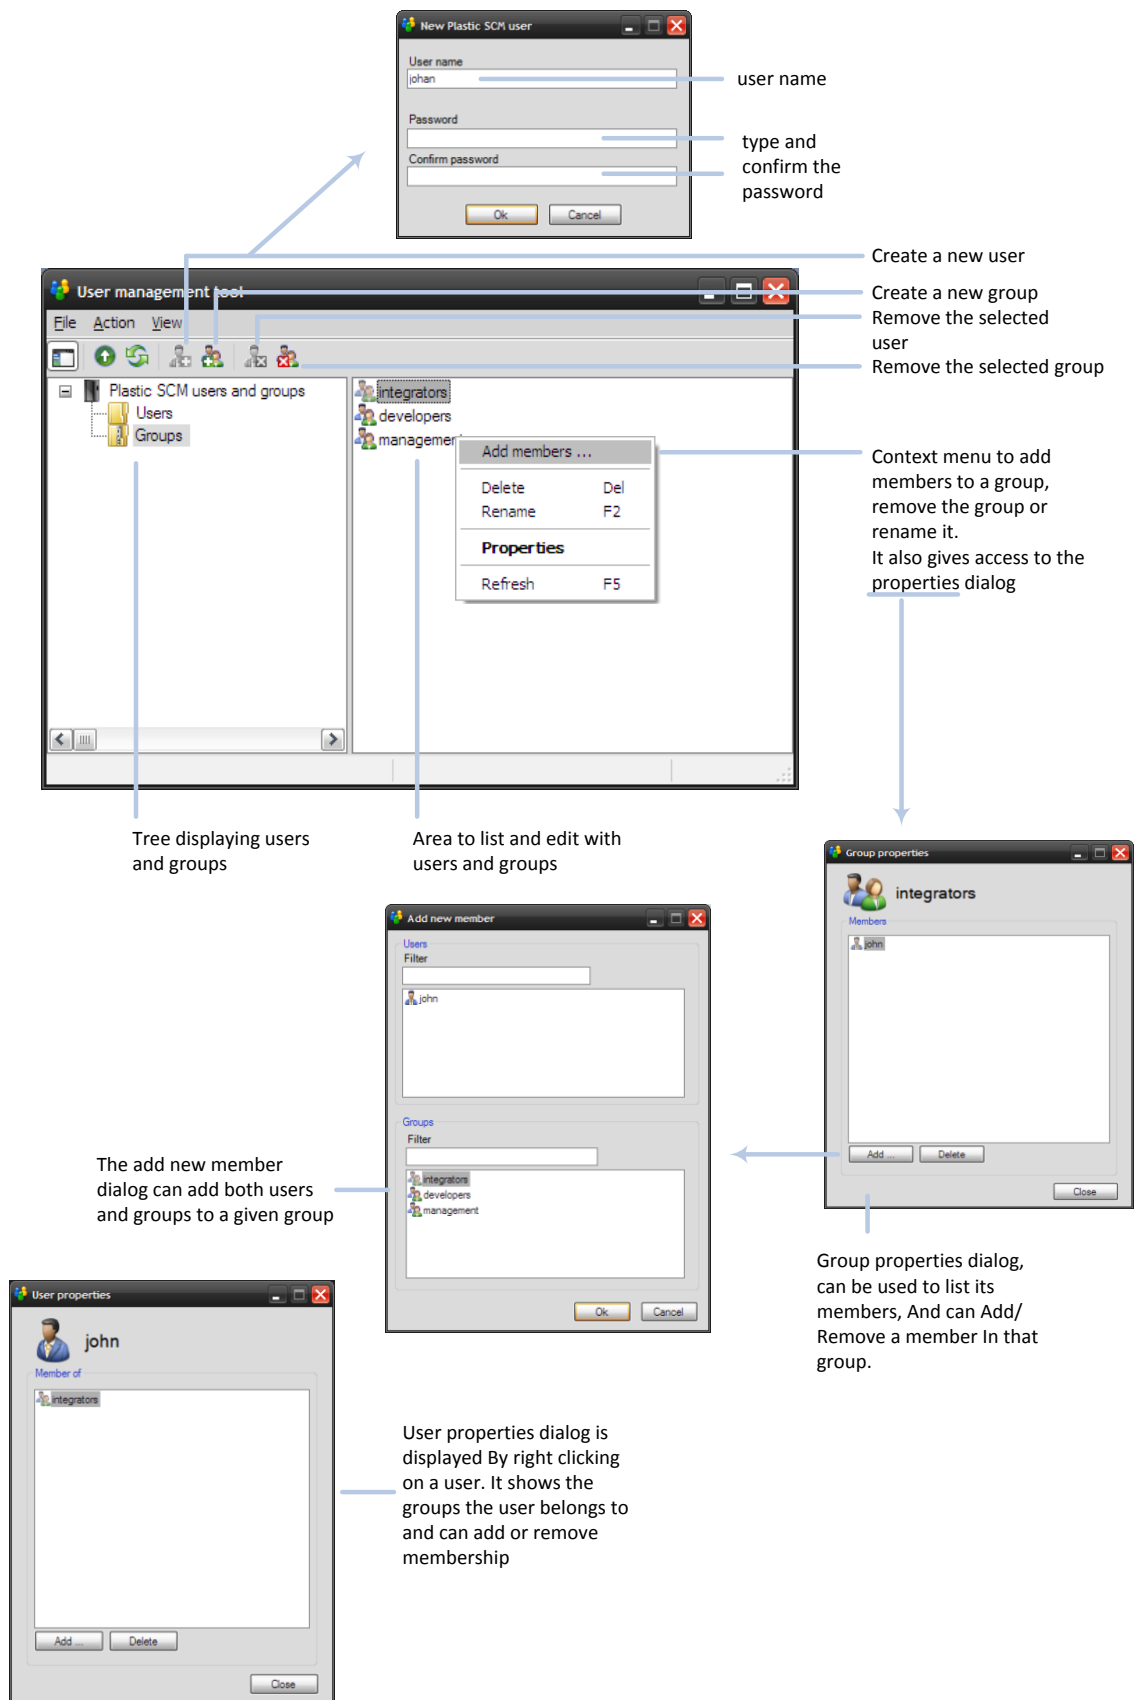 New Plastic SCM user
User name
johan
user name
Password
type and
confirm the
password
Confirm password
Ok
Cancel
Create a new user
User management tool
Create a new group
File Action View
Remove the selected
user
Remove the selected group
Plastic SCM users and groups
Users
Groups
integrators
developers
management
Add members ...
Delete Del
Rename F2
Properties
Refresh F5
Context menu to add
members to a group,
remove the group or
rename it.
It also gives access to the
properties dialog
Tree displaying users
and groups
Area to list and edit with
users and groups
Group properties
integrators
Members
john
Add ...
Delete
Close
Add new member
Users
Filter
john
Groups
Filter
integrators
developers
management
Ok
Cancel
The add new member
dialog can add both users
and groups to a given group
Group properties dialog,
can be used to list its
members, And can Add/
Remove a member In that
group.
User properties
john
Member of
integrators
Add ...
Delete
Close
User properties dialog is
displayed By right clicking
on a user. It shows the
groups the user belongs to
and can add or remove
membership